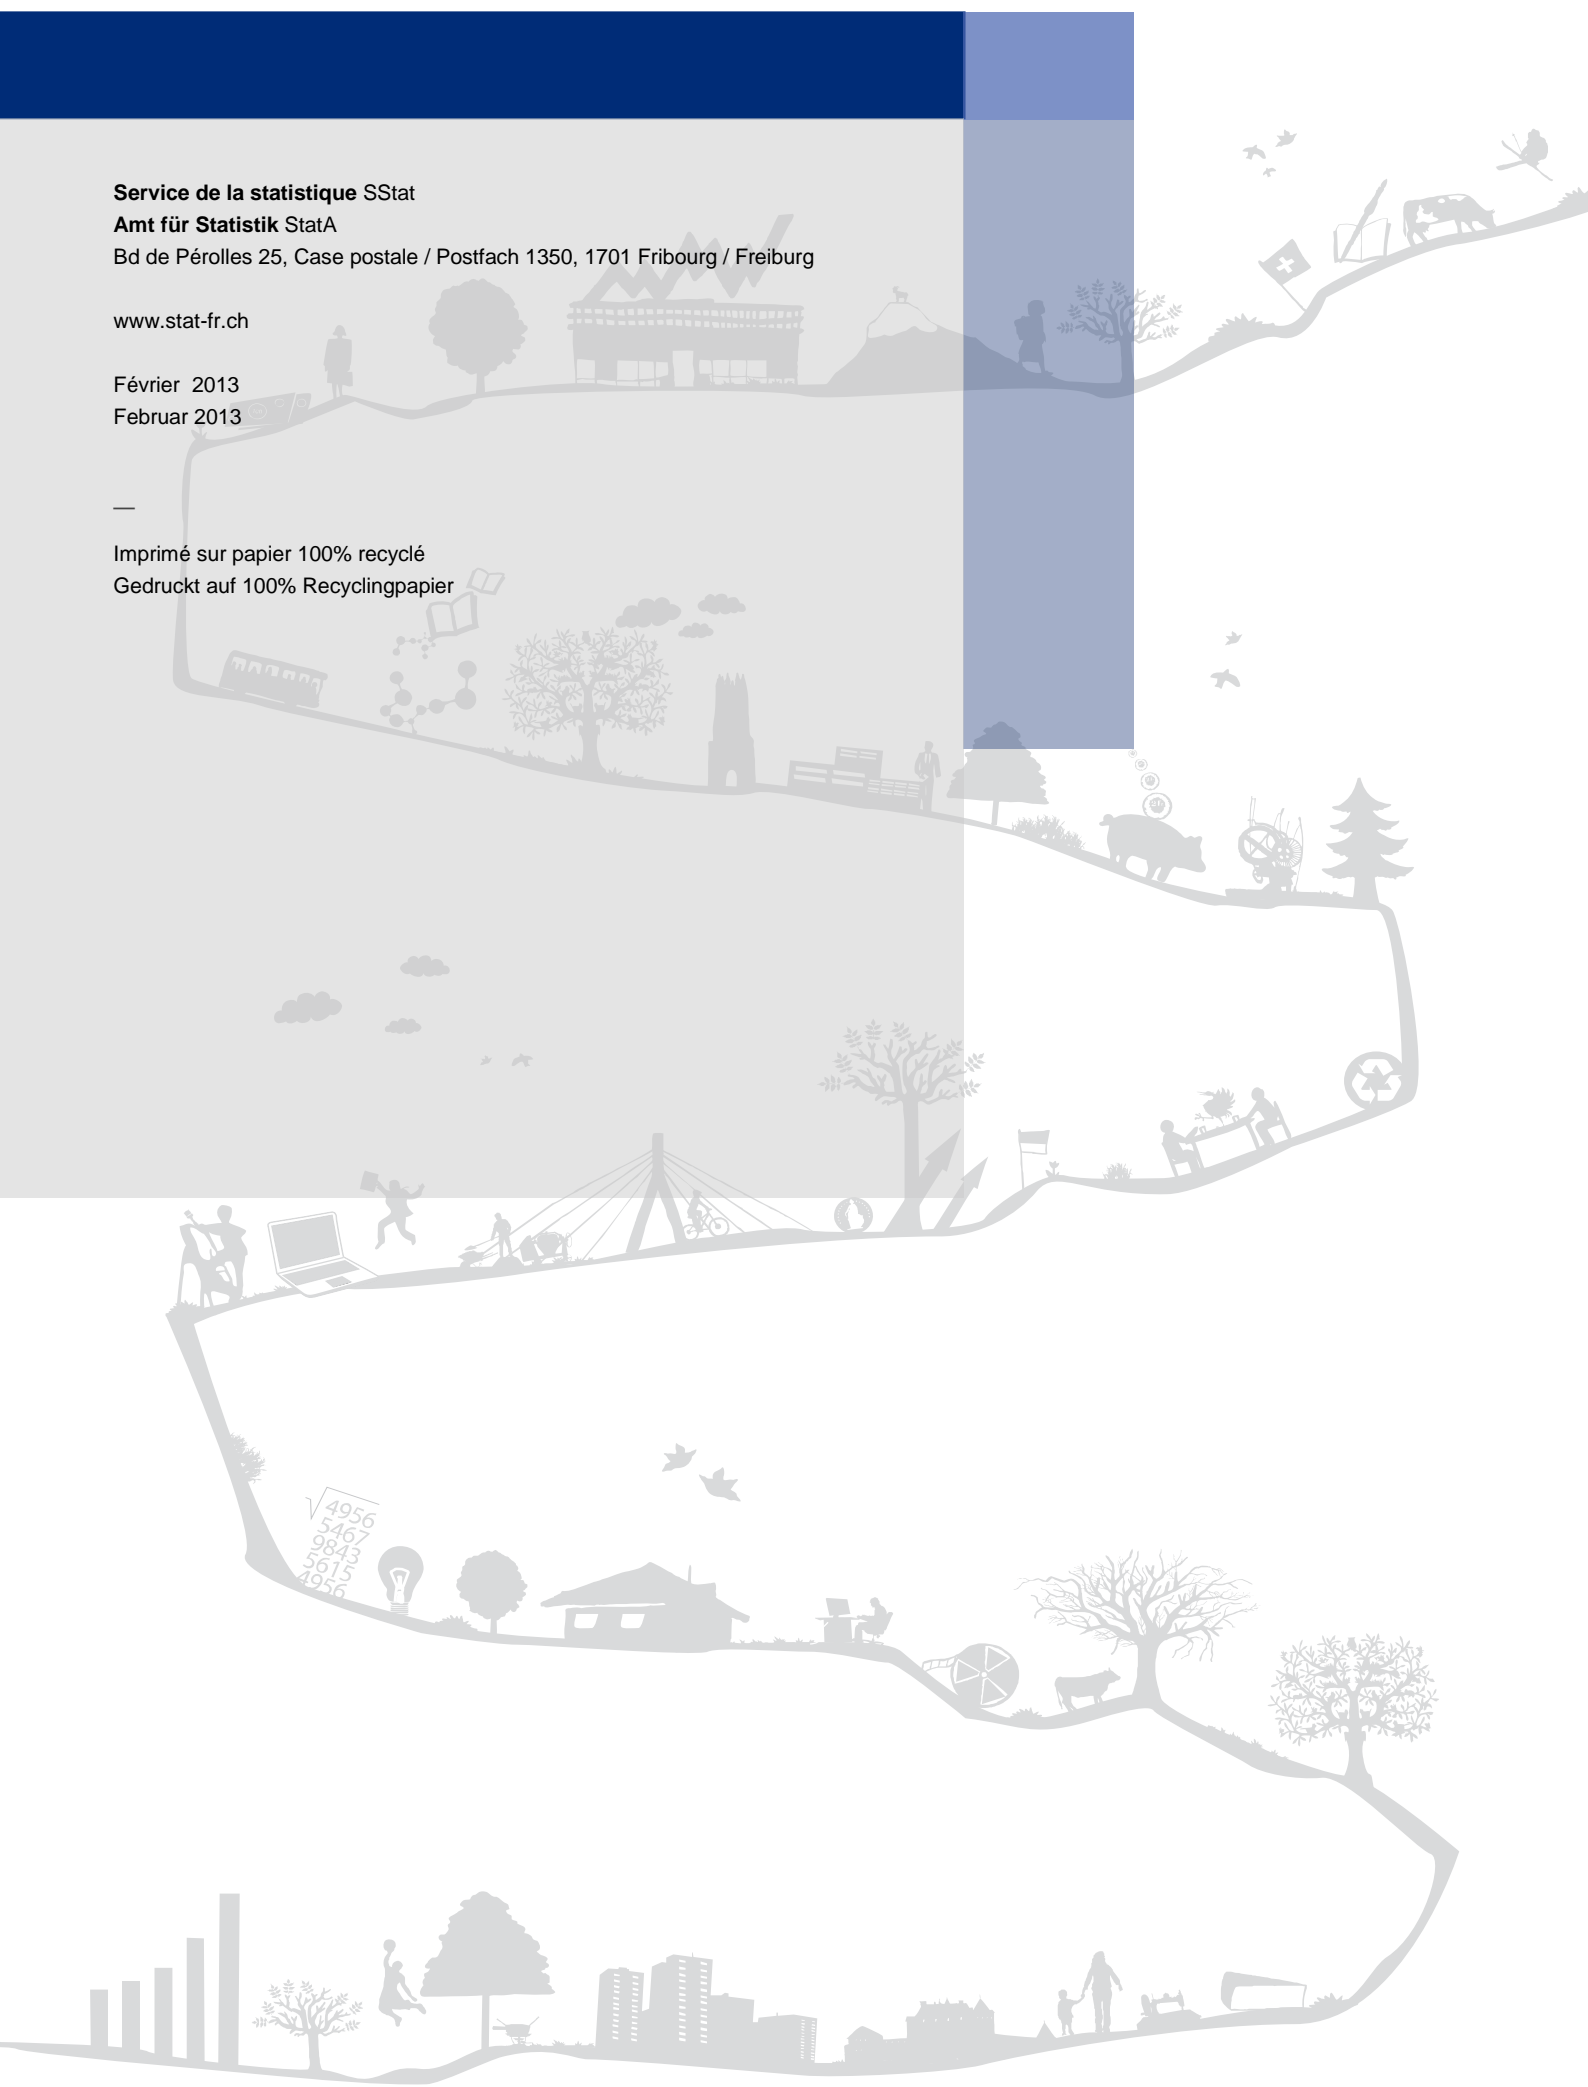 Service de la statistique SStat
Amt für Statistik StatA
Bd de Pérolles 25, Case postale / Postfach 1350, 1701 Fribourg / Freiburg
www.stat-fr.ch
Février 2013
Februar 2013
—
Imprimé sur papier 100% recyclé
Gedruckt auf 100% Recyclingpapier
4956
5467
9843
5615
4956